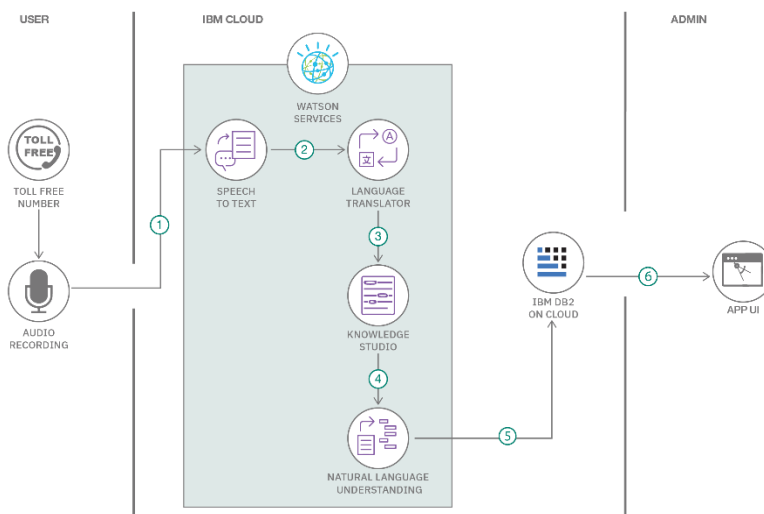 USER
IBM CLOUD
ADMIN
WATSON
SERVICES
TOLL
FREE
TOLL FREE
NUMBER
1
SPEECH
TO TEXT
2
A
文
LANGUAGE
TRANSLATOR
3
AUDIO
RECORDING
KNOWLEDGE
STUDIO
4
NATURAL LANGUAGE
UNDERSTANDING
5
IBM DB2
ON CLOUD
6
APP UI